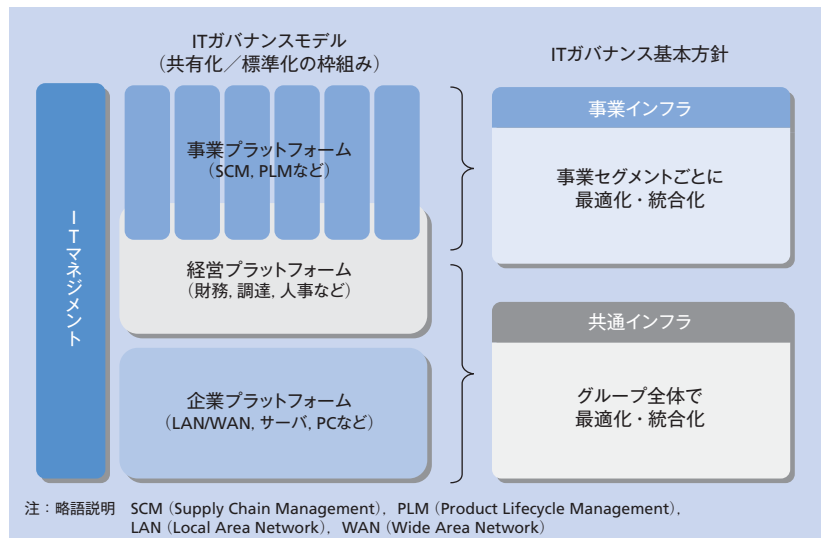 ITガバナンスモデル
(共有化／標準化の枠組み)
ITガバナンス基本方針
ITマネジメント
事業プラットフォーム
(SCM, PLMなど)
経営プラットフォーム
(財務, 調達, 人事など)
企業プラットフォーム
(LAN/WAN, サーバ, PCなど)
事業インフラ
事業セグメントごとに
最適化・統合化
共通インフラ
グループ全体で
最適化・統合化
注：略語説明　SCM (Supply Chain Management)，PLM (Product Lifecycle Management)，
LAN (Local Area Network)，WAN (Wide Area Network)